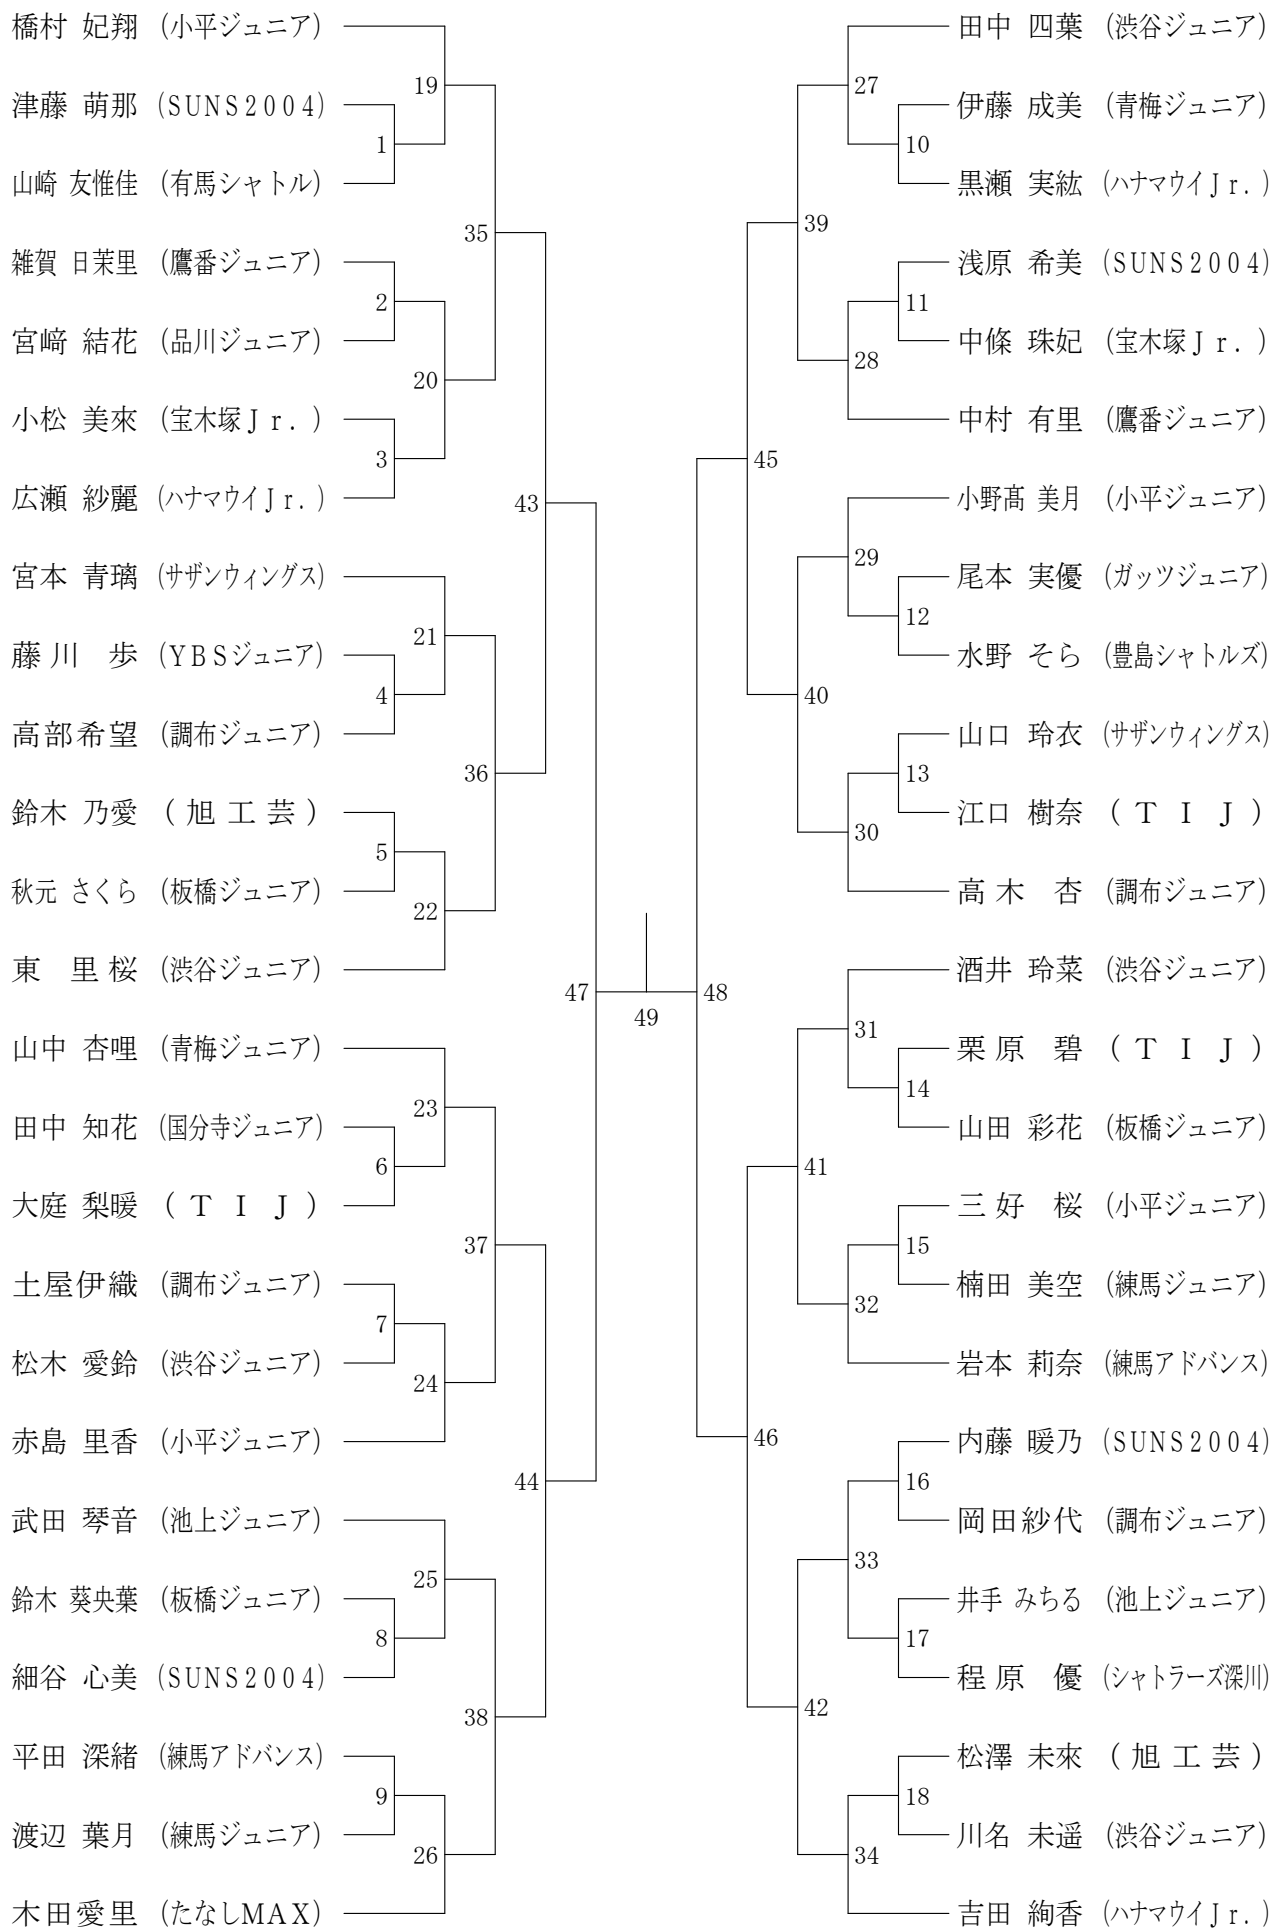 橋村 妃翔 (小平ジュニア)
19
津藤 萌那 (SUNS2004)
1
山崎 友惟佳 (有馬シャトル)
35
雑賀 日茉里 (鷹番ジュニア)
2
宮﨑 結花 (品川ジュニア)
20
小松 美來 (宝木塚Jr.)
3
広瀬 紗麗 (ハナマウイJr.)
43
宮本 青璃 (サザンウィングス)
21
藤川 歩 (YBSジュニア)
4
高部希望 (調布ジュニア)
36
鈴木 乃愛 (旭工芸)
5
秋元 さくら (板橋ジュニア)
22
東 里桜 (渋谷ジュニア)
47
49
山中 杏哩 (青梅ジュニア)
23
田中 知花 (国分寺ジュニア)
6
大庭 梨暖 (TIJ)
37
土屋伊織 (調布ジュニア)
7
松木 愛鈴 (渋谷ジュニア)
24
赤島 里香 (小平ジュニア)
44
武田 琴音 (池上ジュニア)
25
鈴木 葵央葉 (板橋ジュニア)
8
細谷 心美 (SUNS2004)
38
平田 深緒 (練馬アドバンス)
9
渡辺 葉月 (練馬ジュニア)
26
木田愛里 (たなしMAX)
田中 四葉 (渋谷ジュニア)
27
伊藤 成美 (青梅ジュニア)
10
黒瀬 実紘 (ハナマウイJr.)
39
浅原 希美 (SUNS2004)
11
中條 珠妃 (宝木塚Jr.)
28
中村 有里 (鷹番ジュニア)
45
小野髙 美月 (小平ジュニア)
29
尾本 実優 (ガッツジュニア)
12
水野 そら (豊島シャトルズ)
40
山口 玲衣 (サザンウィングス)
13
江口 樹奈 (TIJ)
30
高木 杏 (調布ジュニア)
48
酒井 玲菜 (渋谷ジュニア)
31
栗原 碧 (TIJ)
14
山田 彩花 (板橋ジュニア)
41
三好 桜 (小平ジュニア)
15
楠田 美空 (練馬ジュニア)
32
岩本 莉奈 (練馬アドバンス)
46
内藤 暖乃 (SUNS2004)
16
岡田紗代 (調布ジュニア)
33
井手 みちる (池上ジュニア)
17
程原 優 (シャトラーズ深川)
42
松澤 未來 (旭工芸)
18
川名 未遥 (渋谷ジュニア)
34
吉田 絢香 (ハナマウイJr.)